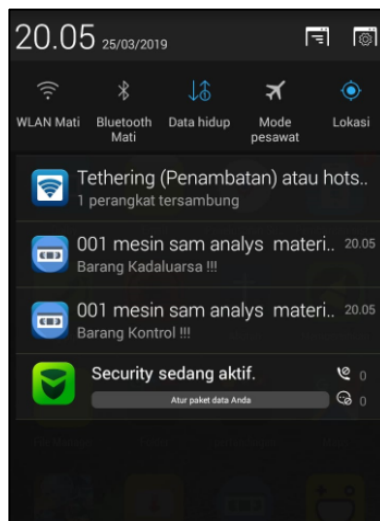 20.05 25/03/2019
WLAN Mati Bluetooth Mati Data hidup Mode pesawat Lokasi
Tethering (Penambatan) atau hots..
1 perangkat tersambung
001 mesin sam analys materi.. 20.05
Barang Kadaluarsa !!!
001 mesin sam analys materi.. 20.05
Barang Kontrol !!!
Security sedang aktif. 0
Atur paket data Anda 0